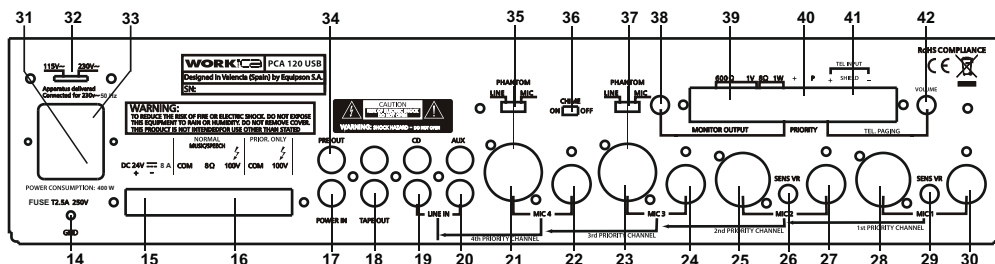 31 32 33 34 35 36 37 38 39 40 41 42
115V~ 230V~
Apparatus delivered
Connected for 230v~50 Hz
WORK PCA 120 USB
Designed in Valencia (Spain) by Equipson S.A.
SN:
WARNING:
TO REDUCE THE RISK OF FIRE OR ELECTRIC SHOCK. DO NOT EXPOSE
THIS EQUIPMENT TO RAIN OR HUMIDITY. DO NOT REMOVE COVER.
THIS PRODUCT IS NOT INTENDEDFOR USE OTHER THAN STATED
CAUTION
WARNING: SHOCK HAZARD - DO NOT OPEN
PHANTOM
LINE MIC
CHIME
ON OFF
PHANTOM
LINE MIC
600 Ω 1V 8Ω 1W + P + SHIELD -
TEL INPUT
RoHS COMPLIANCE
CE
VOLUME
MONITOR OUTPUT PRIORITY TEL. PAGING
NORMAL
MUSIC/SPEECH
PRIOR. ONLY
DC 24V 8 A COM 8Ω 100V COM 100V
+ -
PRE OUT CD AUX
POWER CONSUMPTION: 400 W
FUSE T2.5A 250V
GND
POWER IN TAPE OUT LINE IN MIC 4 MIC 3 MIC 2 MIC 1
SENS VR SENS VR
4th PRIORITY CHANNEL 3rd PRIORITY CHANNEL 2nd PRIORITY CHANNEL 1st PRIORITY CHANNEL
14 15 16 17 18 19 20 21 22 23 24 25 26 27 28 29 30